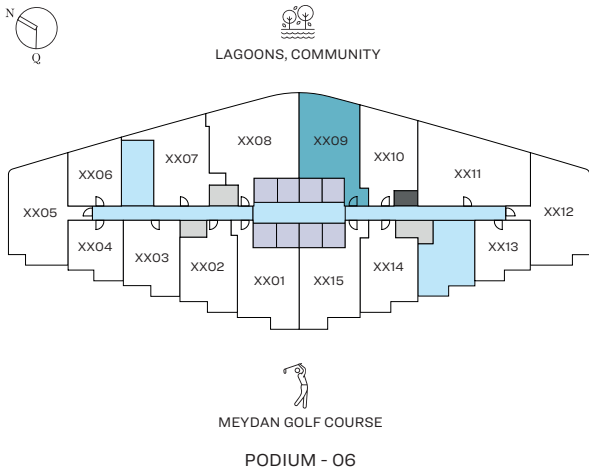 N
Q
LAGOONS, COMMUNITY
XX08
XX09
XX07
XX10
XX06
XX11
XX05
XX12
XX04
XX03
XX02
XX01
XX15
XX14
XX13
MEYDAN GOLF COURSE
PODIUM - 06